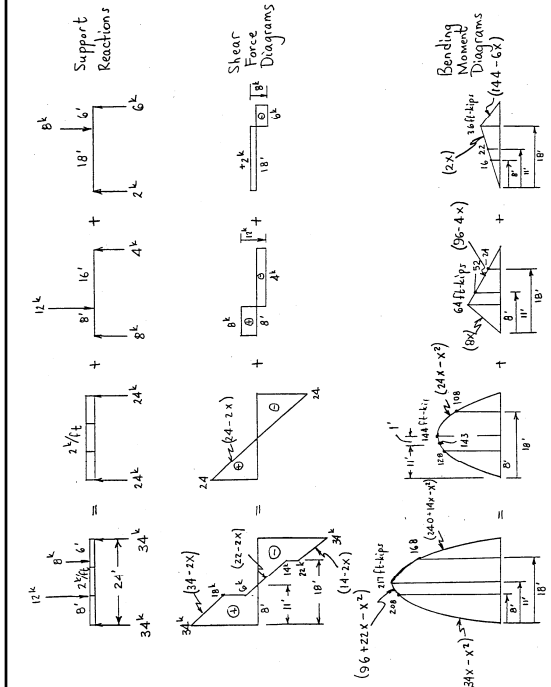 12ᵏ
8ᵏ
8'
2ᵏ/ft
6'
24'
34ᵏ
34ᵏ
=
2ᵏ/ft
24ᵏ
24ᵏ
+
12ᵏ
8'
16'
8ᵏ
4ᵏ
+
8ᵏ
18'
6'
2ᵏ
6ᵏ
Support
Reactions
34ᵏ
(34-2x)
18ᵏ
+
6ᵏ
(22-2x)
8'
11'
14ᵏ
22ᵏ
18'
−
(14-2x)
34ᵏ
=
24
+
(24-2x)
−
24
+
8ᵏ
+
8'
12ᵏ
−
4ᵏ
+
+2ᵏ
18'
8ᵏ
−
6ᵏ
Shear
Force
Diagrams
(96+22x-x²)
217 ft-kips
208
168
(240+14x-x²)
(34x-x²)
8'
11'
18'
=
11'
1'
144 ft-kip
128
143
(24x-x²)
108
8'
18'
+
64 ft-kips
52
24
(96-4x)
(8x)
8'
11'
18'
+
(2x)
36 ft-kips
(144-6x)
16
22
8'
11'
18'
Bending
Moment
Diagrams